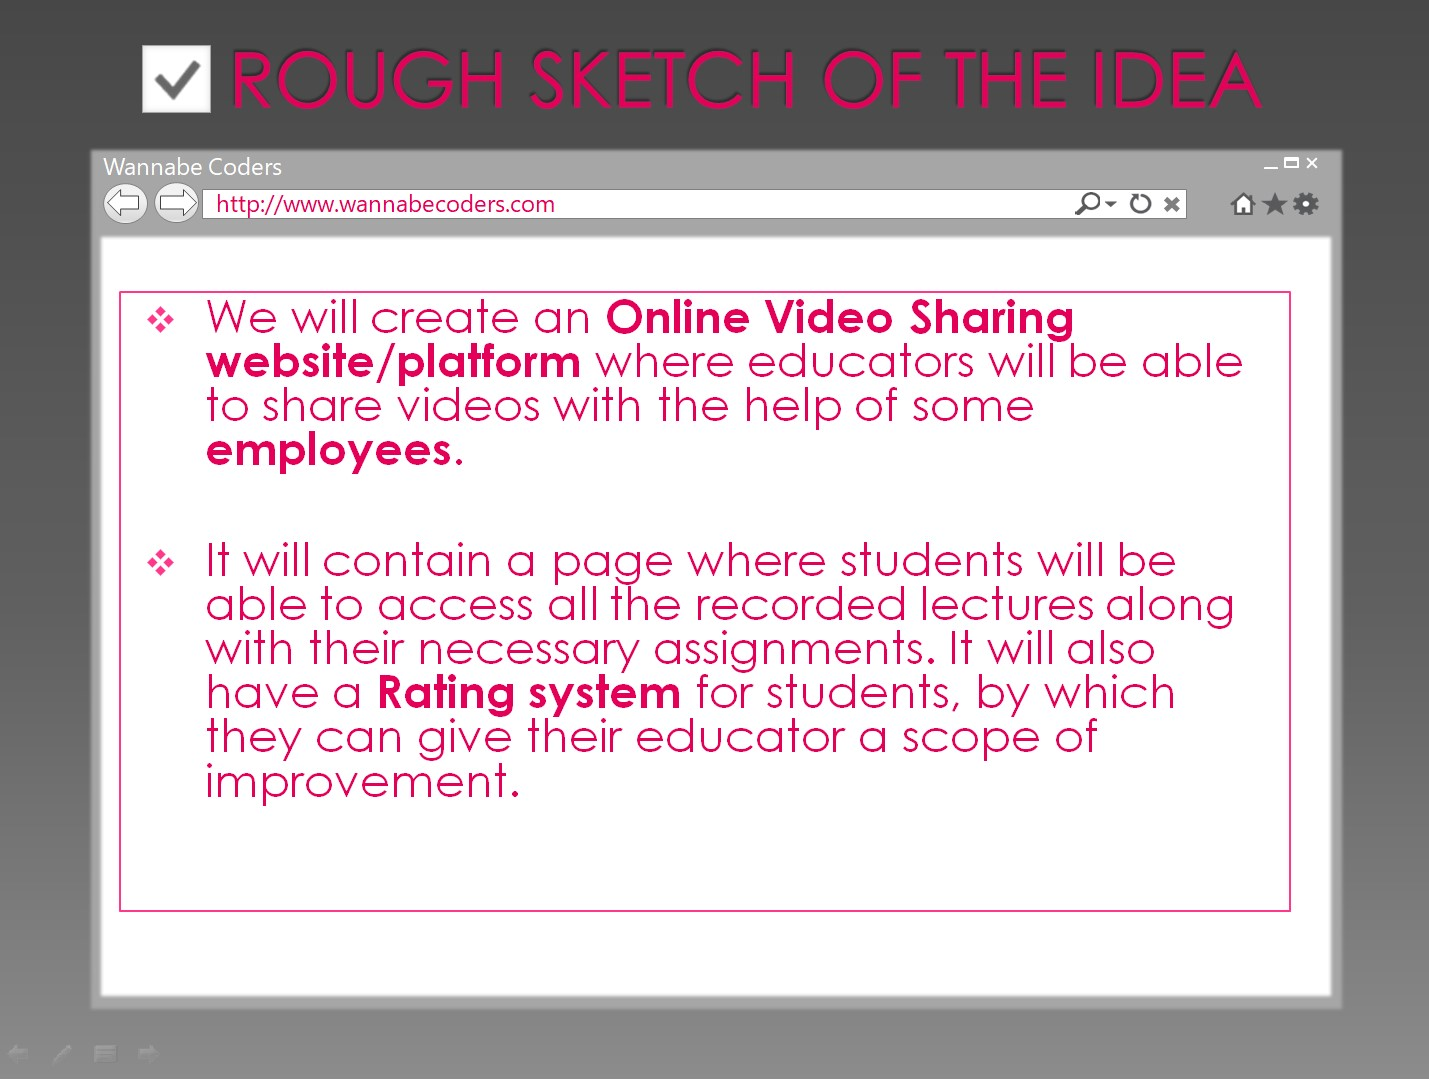 ROUGH SKETCH OF THE IDEA
Wannabe Coders
http://www.wannabecoders.com
We will create an Online Video Sharing
website/platform where educators will be able
to share videos with the help of some
employees.
It will contain a page where students will be
able to access all the recorded lectures along
with their necessary assignments. It will also
have a Rating system for students, by which
they can give their educator a scope of
improvement.